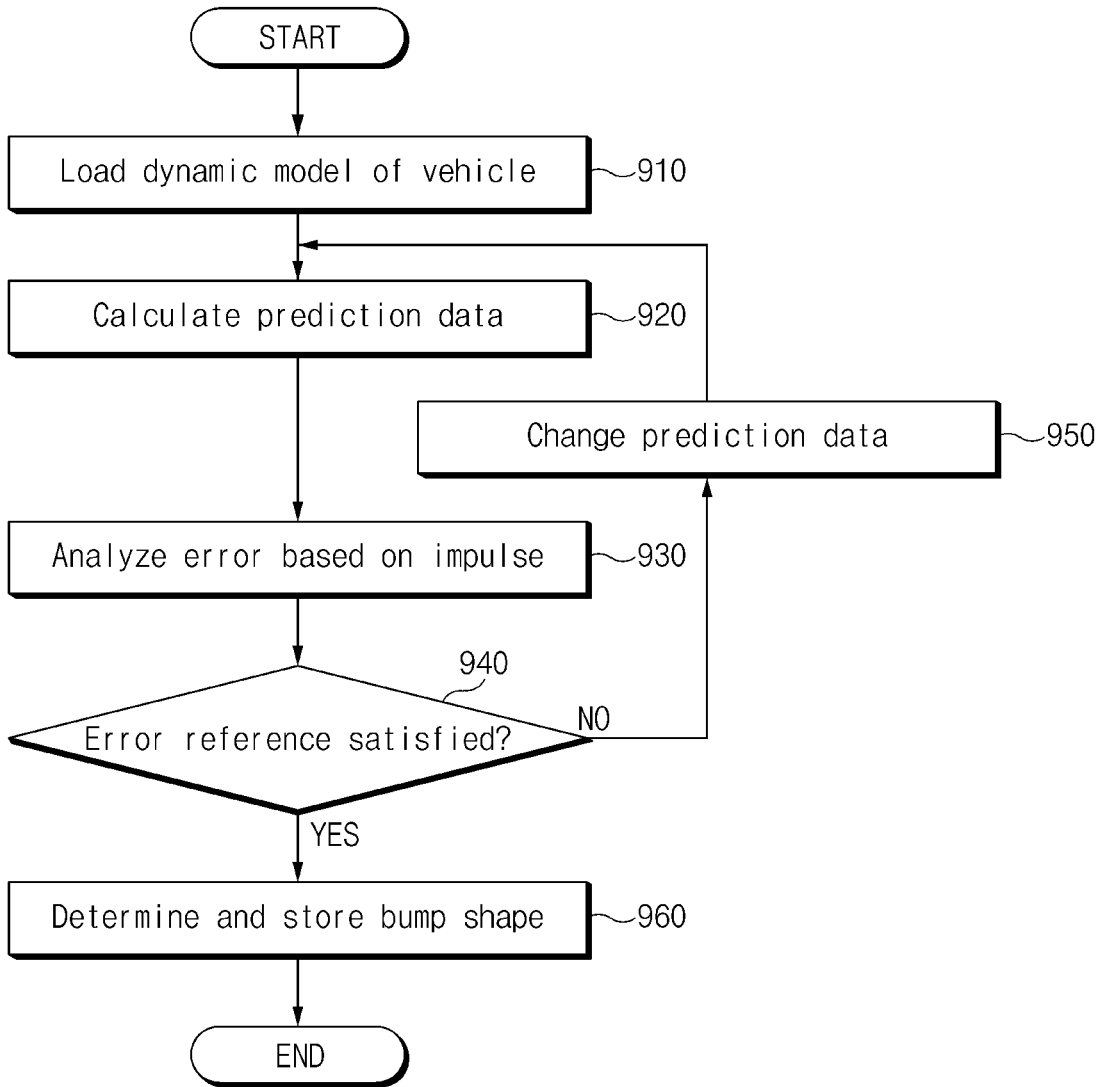 START
Load dynamic model of vehicle
910
Calculate prediction data
920
Change prediction data
950
Analyze error based on impulse
930
940
Error reference satisfied?
NO
YES
Determine and store bump shape
960
END